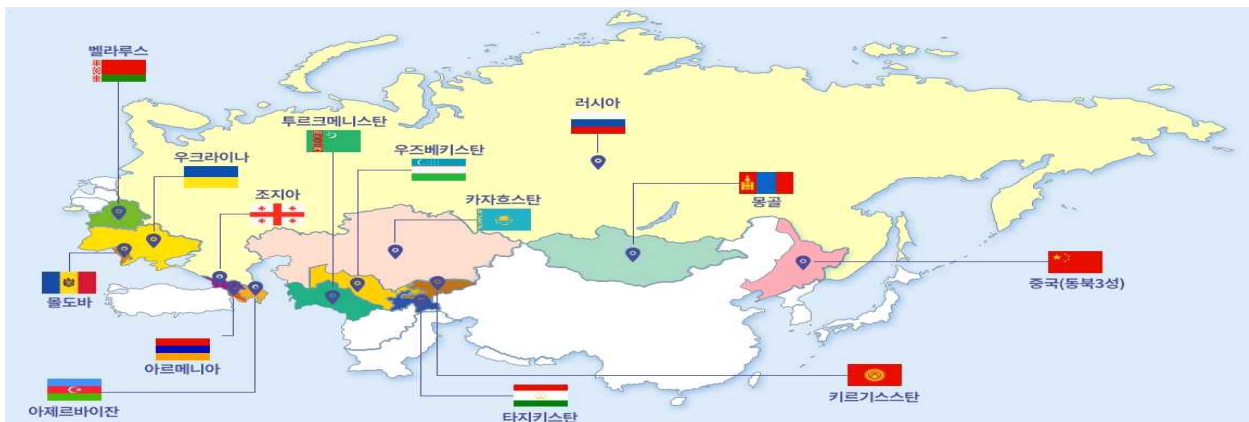 벨라루스
러시아
투르크메니스탄
우즈베키스탄
우크라이나
조지아
카자흐스탄
몽골
중국(동북3성)
몰도바
아르메니아
아제르바이잔
타지키스탄
키르기스스탄